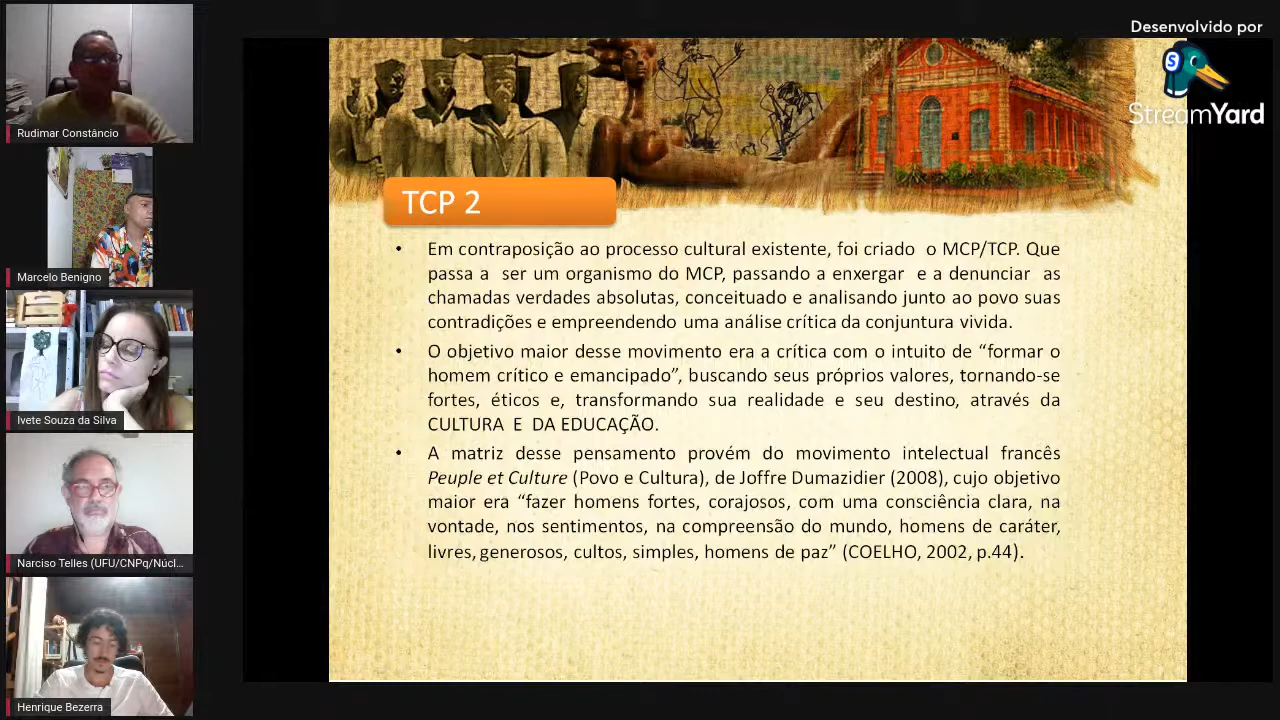 Desenvolvido por
S
StreamYard
Rudimar Constâncio
Marcelo Benigno
Ivete Souza da Silva
Narciso Telles (UFU/CNPq/Núcl...
Henrique Bezerra
TCP 2
• Em contraposição ao processo cultural existente, foi criado o MCP/TCP. Que
passa a ser um organismo do MCP, passando a enxergar e a denunciar as
chamadas verdades absolutas, conceituado e analisando junto ao povo suas
contradições e empreendendo uma análise crítica da conjuntura vivida.
• O objetivo maior desse movimento era a crítica com o intuito de “formar o
homem crítico e emancipado”, buscando seus próprios valores, tornando-se
fortes, éticos e, transformando sua realidade e seu destino, através da
CULTURA E DA EDUCAÇÃO.
• A matriz desse pensamento provém do movimento intelectual francês
Peuple et Culture (Povo e Cultura), de Joffre Dumazidier (2008), cujo objetivo
maior era “fazer homens fortes, corajosos, com uma consciência clara, na
vontade, nos sentimentos, na compreensão do mundo, homens de caráter,
livres, generosos, cultos, simples, homens de paz” (COELHO, 2002, p.44).